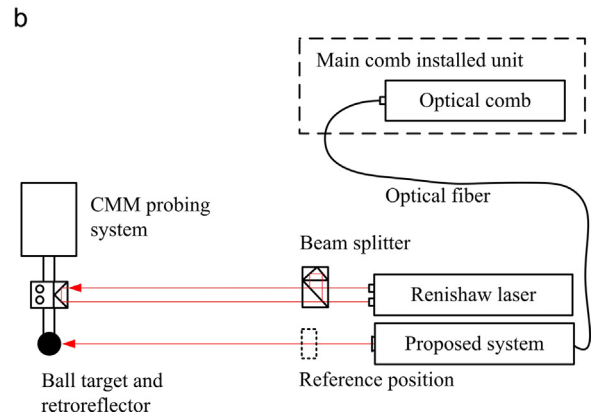 b
Main comb installed unit
Optical comb
Optical fiber
CMM probing
system
Beam splitter
Renishaw laser
Proposed system
Reference position
Ball target and
retroreflector